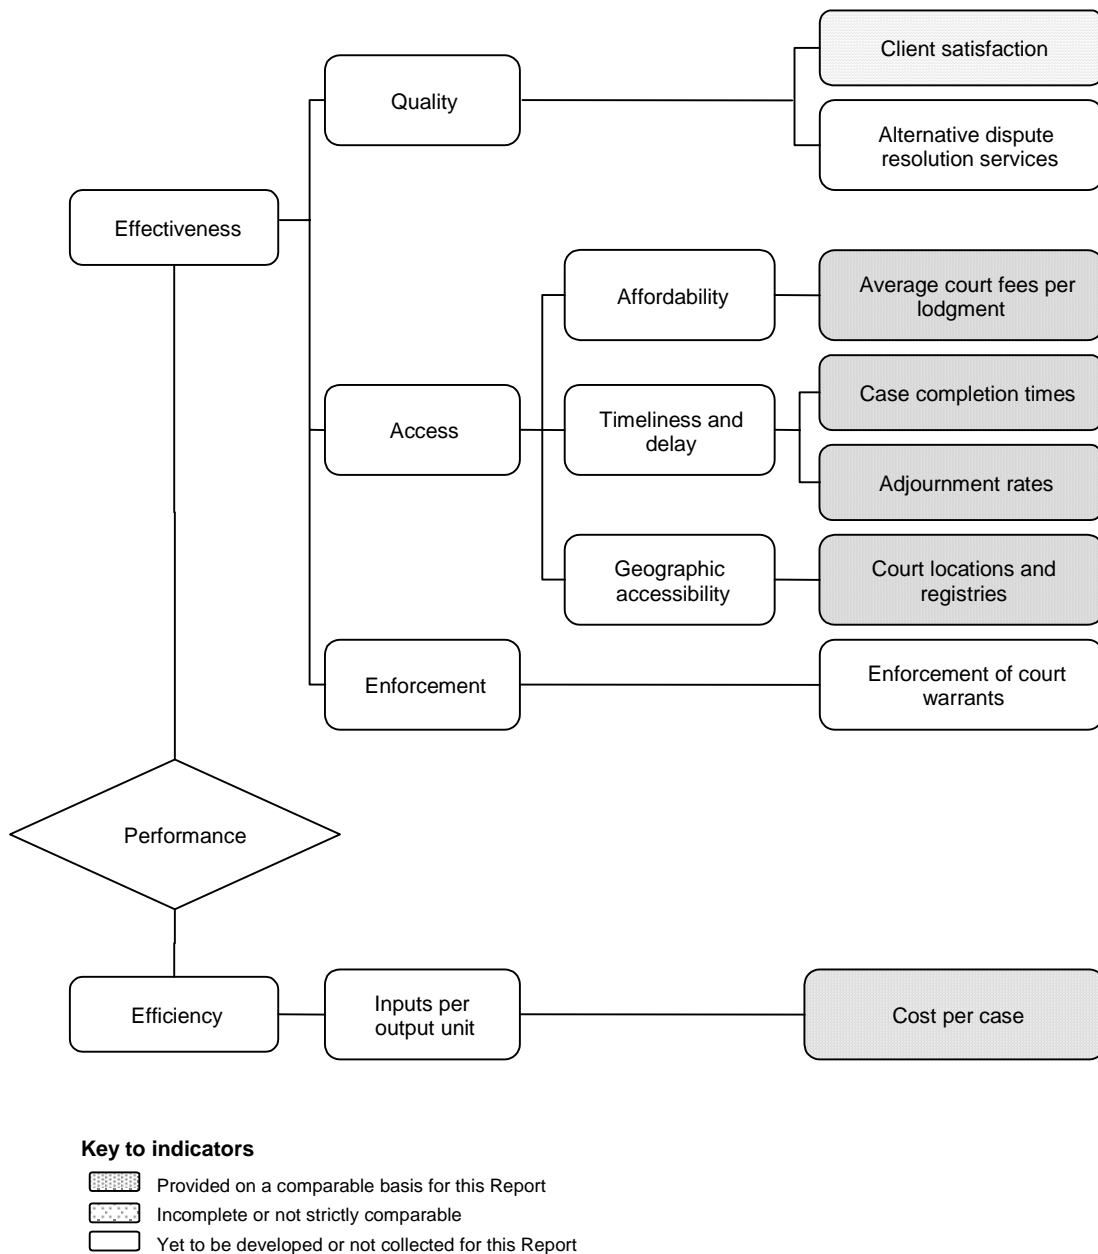 Client satisfaction
Quality
Alternative dispute
resolution services
Effectiveness
Affordability
Average court fees per
lodgment
Access
Timeliness and
delay
Case completion times
Adjournment rates
Geographic
accessibility
Court locations and
registries
Enforcement
Enforcement of court
warrants
Performance
Efficiency
Inputs per
output unit
Cost per case
Key to indicators
Provided on a comparable basis for this Report
Incomplete or not strictly comparable
Yet to be developed or not collected for this Report